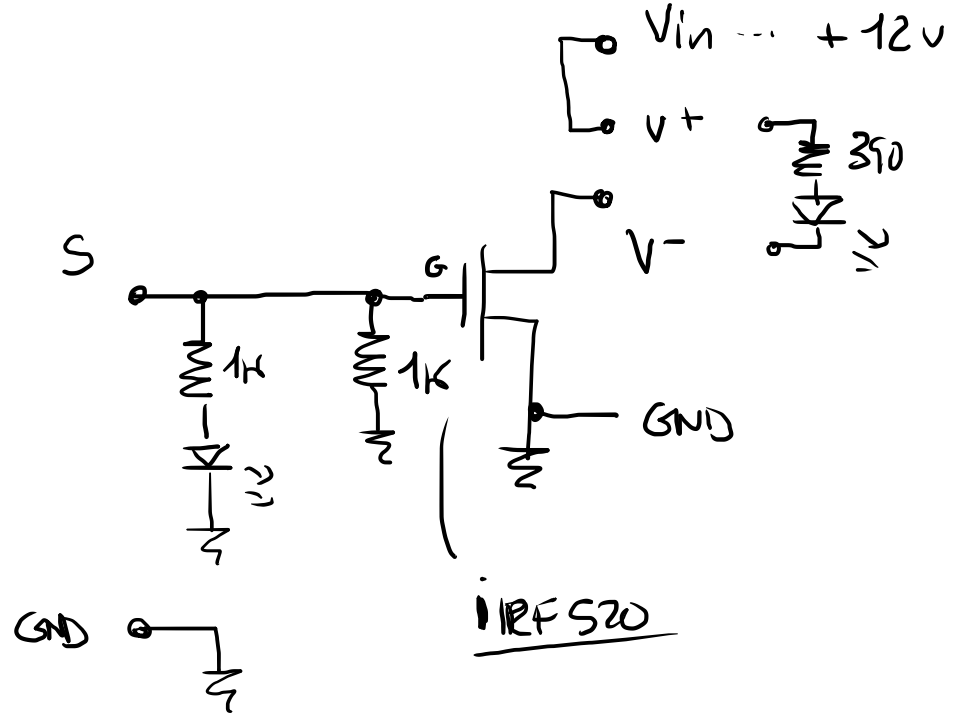 Vin ... + 12v
V+
390
V-
S
G
1K
1K
GND
GND
iRF520